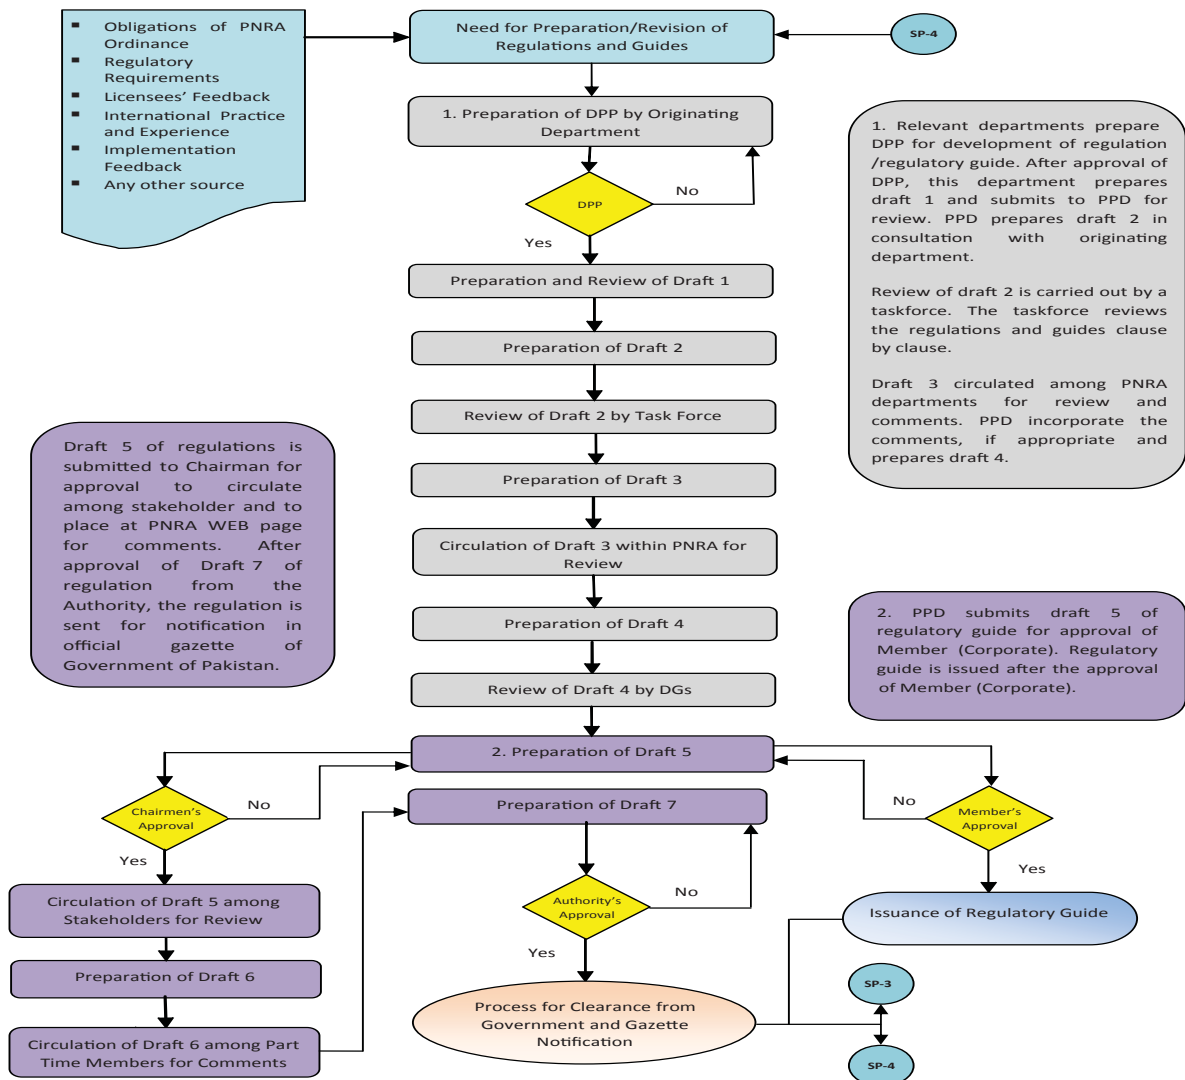 ▪ Obligations of PNRA
Ordinance
▪ Regulatory
Requirements
▪ Licensees' Feedback
▪ International Practice
and Experience
▪ Implementation
Feedback
▪ Any other source
Need for Preparation/Revision of
Regulations and Guides
SP-4
1. Preparation of DPP by Originating
Department
DPP
No
Yes
Preparation and Review of Draft 1
Preparation of Draft 2
Review of Draft 2 by Task Force
Preparation of Draft 3
Circulation of Draft 3 within PNRA for
Review
Preparation of Draft 4
Review of Draft 4 by DGs
1. Relevant departments prepare
DPP for development of regulation
/regulatory guide. After approval of
DPP, this department prepares
draft 1 and submits to PPD for
review. PPD prepares draft 2 in
consultation with originating
department.
Review of draft 2 is carried out by a
taskforce. The taskforce reviews
the regulations and guides clause
by clause.
Draft 3 circulated among PNRA
departments for review and
comments. PPD incorporate the
comments, if appropriate and
prepares draft 4.
Draft 5 of regulations is
submitted to Chairman for
approval to circulate
among stakeholder and to
place at PNRA WEB page
for comments. After
approval of Draft 7 of
regulation from the
Authority, the regulation is
sent for notification in
official gazette of
Government of Pakistan.
2. PPD submits draft 5 of
regulatory guide for approval of
Member (Corporate). Regulatory
guide is issued after the approval
of Member (Corporate).
2. Preparation of Draft 5
Chairmen's
Approval
No
Yes
Preparation of Draft 7
No
Member's
Approval
Yes
Circulation of Draft 5 among
Stakeholders for Review
Authority's
Approval
No
Yes
Issuance of Regulatory Guide
Preparation of Draft 6
Circulation of Draft 6 among Part
Time Members for Comments
Process for Clearance from
Government and Gazette
Notification
SP-3
SP-4